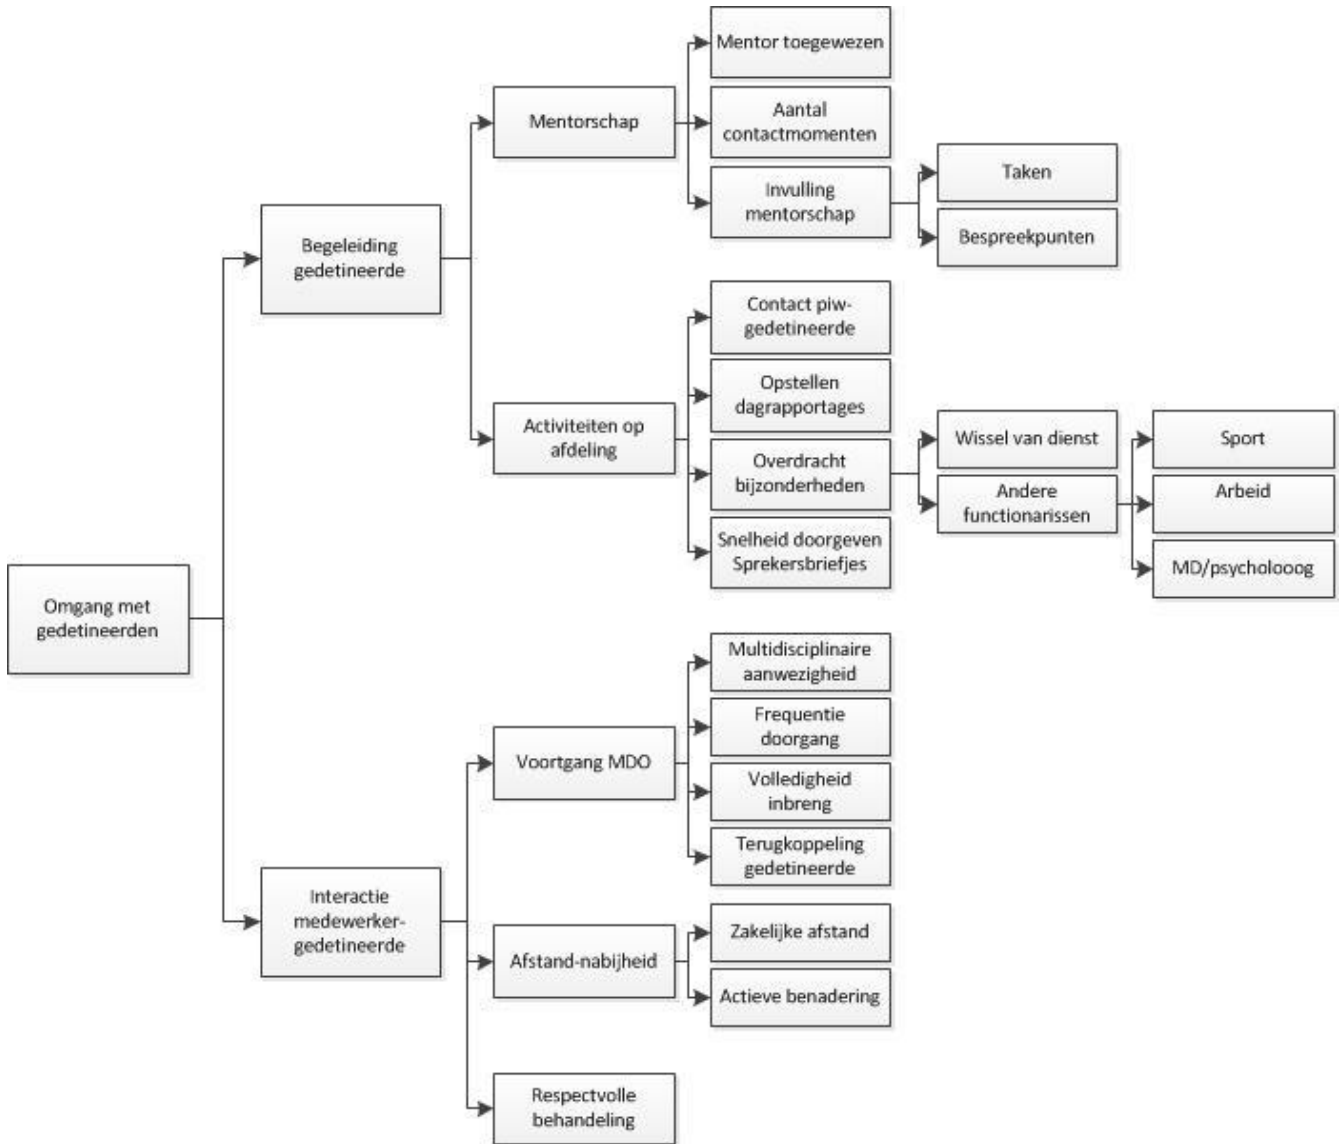 Mentor toegewezen
Aantal
contactmomenten
Mentorschap
Invulling
mentorschap
Taken
Bespreekpunten
Begeleiding
gedetineerde
Contact piw-
gedetineerde
Opstellen
dagrapportages
Activiteiten op
afdeling
Overdracht
bijzonderheden
Wissel van dienst
Andere
functionarissen
Sport
Arbeid
MD/psycholooog
Snelheid doorgeven
Sprekersbriefjes
Omgang met
gedetineerden
Multidisciplinaire
aanwezigheid
Frequentie
doorgang
Voortgang MDO
Volledigheid
inbreng
Terugkoppeling
gedetineerde
Interactie
medewerker-
gedetineerde
Afstand-nabijheid
Zakelijke afstand
Actieve benadering
Respectvolle
behandeling